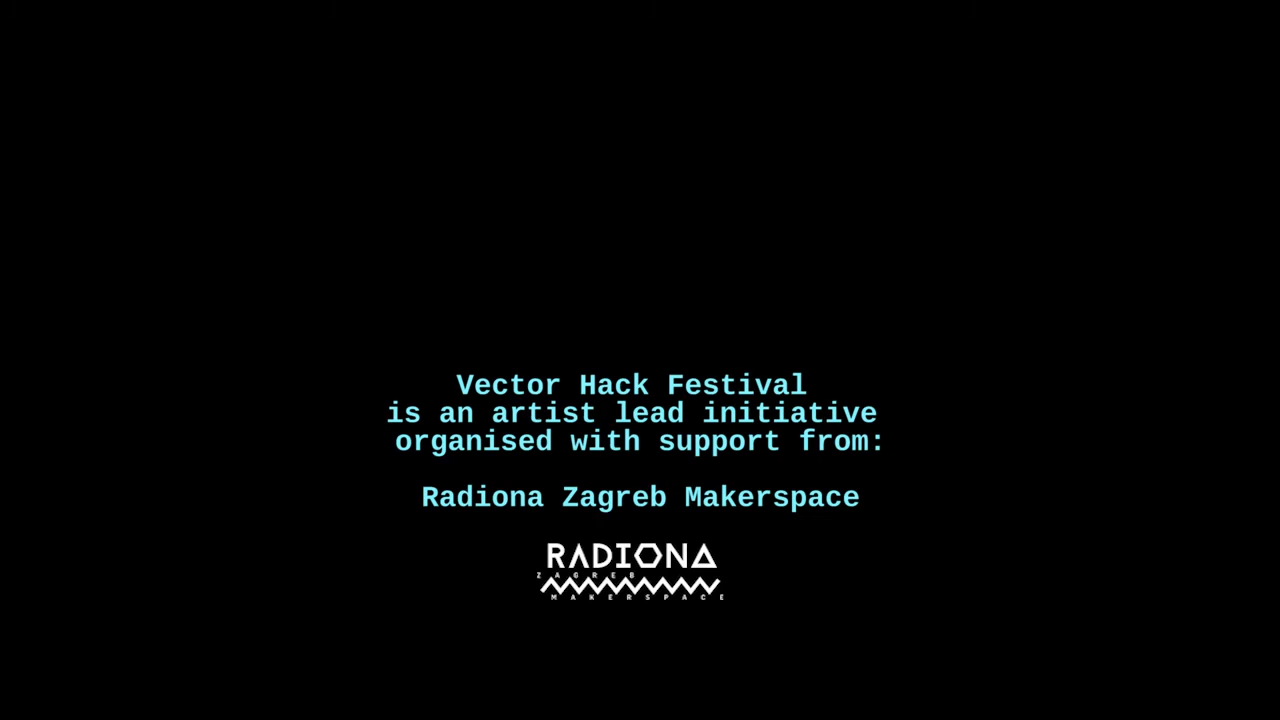 Vector Hack Festival
is an artist lead initiative
organised with support from:
Radiona Zagreb Makerspace
RADIONA
ZAGREB
MAKERSPACE